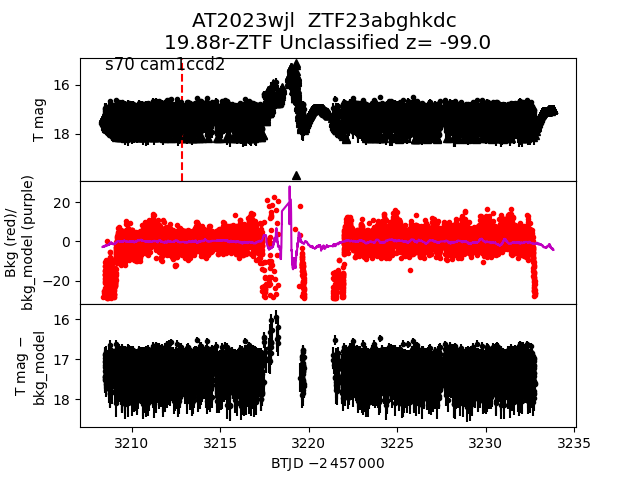 AT2023wjl  ZTF23abghkdc
19.88r-ZTF Unclassified z= -99.0
s70 cam1ccd2
T mag
16
18
Bkg (red)/
bkg_model (purple)
20
0
−20
T mag −
bkg_model
16
17
18
3210
3215
3220
3225
3230
3235
BTJD −2 457 000